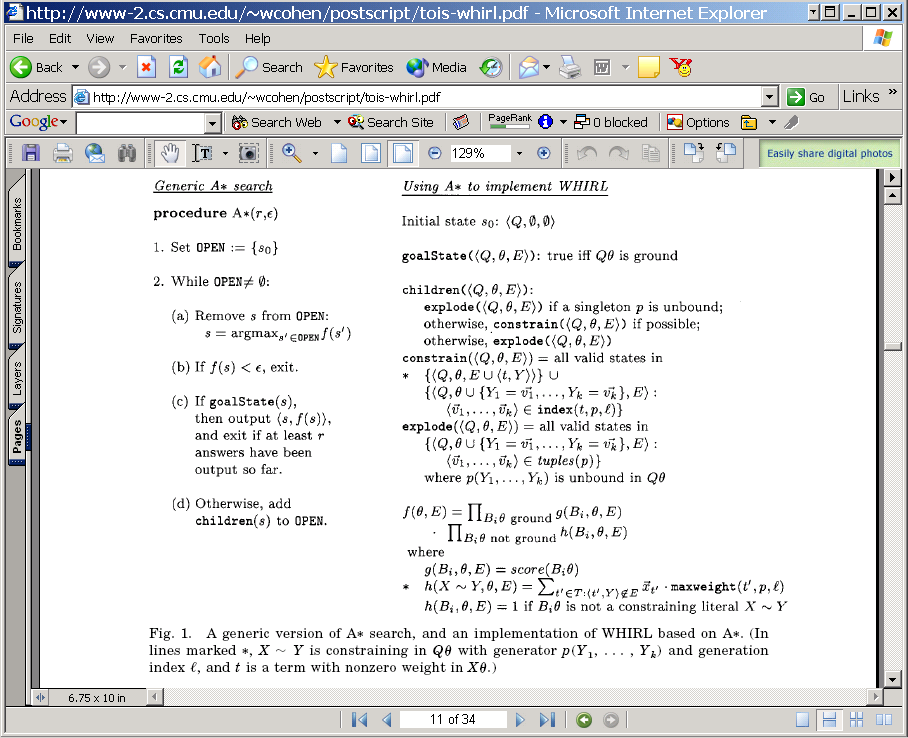 http://www-2.cs.cmu.edu/~wcohen/postscript/tois-whirl.pdf - Microsoft Internet Explorer
File Edit View Favorites Tools Help
Back Search Favorites Media
Address http://www-2.cs.cmu.edu/~wcohen/postscript/tois-whirl.pdf Go Links »
Google Search Web Search Site PageRank 0 blocked Options
129% Easily share digital photos
Bookmarks
Signatures
Layers
Pages
Generic A* search
procedure A*(r,ϵ)
1. Set OPEN := {s₀}
2. While OPEN≠ ∅:
(a) Remove s from OPEN:
s = argmax_{s′∈OPEN} f(s′)
(b) If f(s) < ϵ, exit.
(c) If goalState(s),
then output ⟨s, f(s)⟩,
and exit if at least r
answers have been
output so far.
(d) Otherwise, add
children(s) to OPEN.
Using A* to implement WHIRL
Initial state s₀: ⟨Q, ∅, ∅⟩
goalState(⟨Q, θ, E⟩): true iff Qθ is ground
children(⟨Q, θ, E⟩):
explode(⟨Q, θ, E⟩) if a singleton p is unbound;
otherwise, constrain(⟨Q, θ, E⟩) if possible;
otherwise, explode(⟨Q, θ, E⟩)
constrain(⟨Q, θ, E⟩) = all valid states in
* {⟨Q, θ, E ∪ ⟨t, Y⟩⟩} ∪
{⟨Q, θ ∪ {Y₁ = v⃗₁, . . . , Yₖ = v⃗ₖ}, E⟩ :
⟨v⃗₁, . . . , v⃗ₖ⟩ ∈ index(t, p, ℓ)}
explode(⟨Q, θ, E⟩) = all valid states in
{⟨Q, θ ∪ {Y₁ = v⃗₁, . . . , Yₖ = v⃗ₖ}, E⟩ :
⟨v⃗₁, . . . , v⃗ₖ⟩ ∈ tuples(p)}
where p(Y₁, . . . , Yₖ) is unbound in Qθ
f(θ, E) = ∏_{Bᵢθ ground} g(Bᵢ, θ, E)
· ∏_{Bᵢθ not ground} h(Bᵢ, θ, E)
where
g(Bᵢ, θ, E) = score(Bᵢθ)
* h(X ∼ Y, θ, E) = ∑_{t′∈T:⟨t′,Y⟩∉E} x⃗_{t′} · maxweight(t′, p, ℓ)
h(Bᵢ, θ, E) = 1 if Bᵢθ is not a constraining literal X ∼ Y
Fig. 1. A generic version of A* search, and an implementation of WHIRL based on A*. (In
lines marked *, X ∼ Y is constraining in Qθ with generator p(Y₁, . . . , Yₖ) and generation
index ℓ, and t is a term with nonzero weight in Xθ.)
6.75 x 10 in
11 of 34